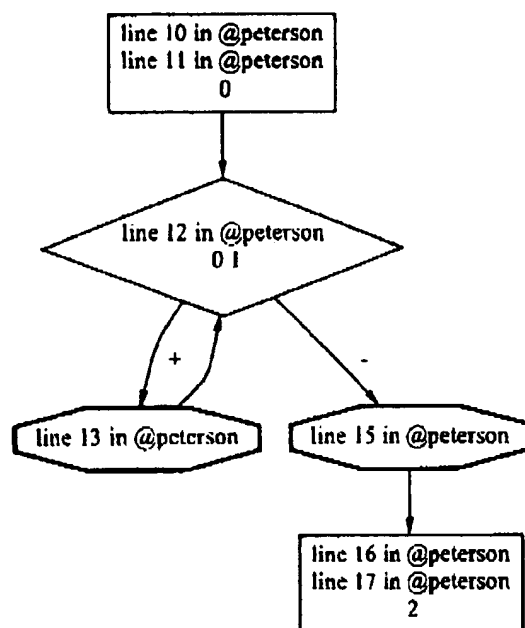 line 10 in @peterson
line 11 in @peterson
0
line 12 in @peterson
0 1
+
-
line 13 in @peterson
line 15 in @peterson
line 16 in @peterson
line 17 in @peterson
2